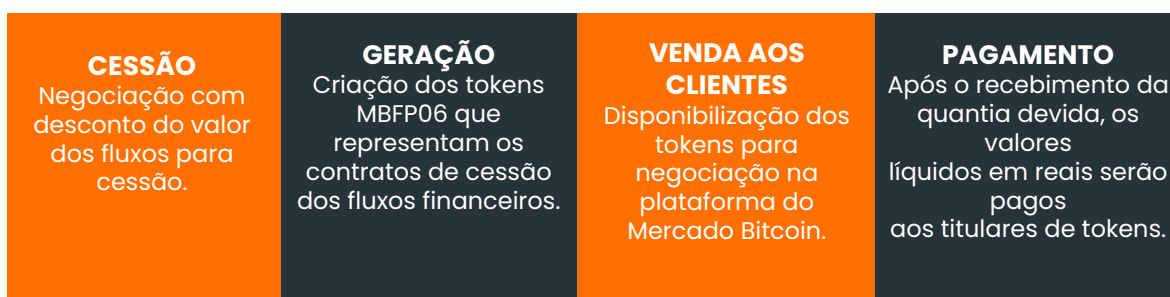 CESSÃO
Negociação com
desconto do valor
dos fluxos para
cessão.
GERAÇÃO
Criação dos tokens
MBFP06 que
representam os
contratos de cessão
dos fluxos financeiros.
VENDA AOS
CLIENTES
Disponibilização dos
tokens para
negociação na
plataforma do
Mercado Bitcoin.
PAGAMENTO
Após o recebimento da
quantia devida, os
valores
líquidos em reais serão
pagos
aos titulares de tokens.